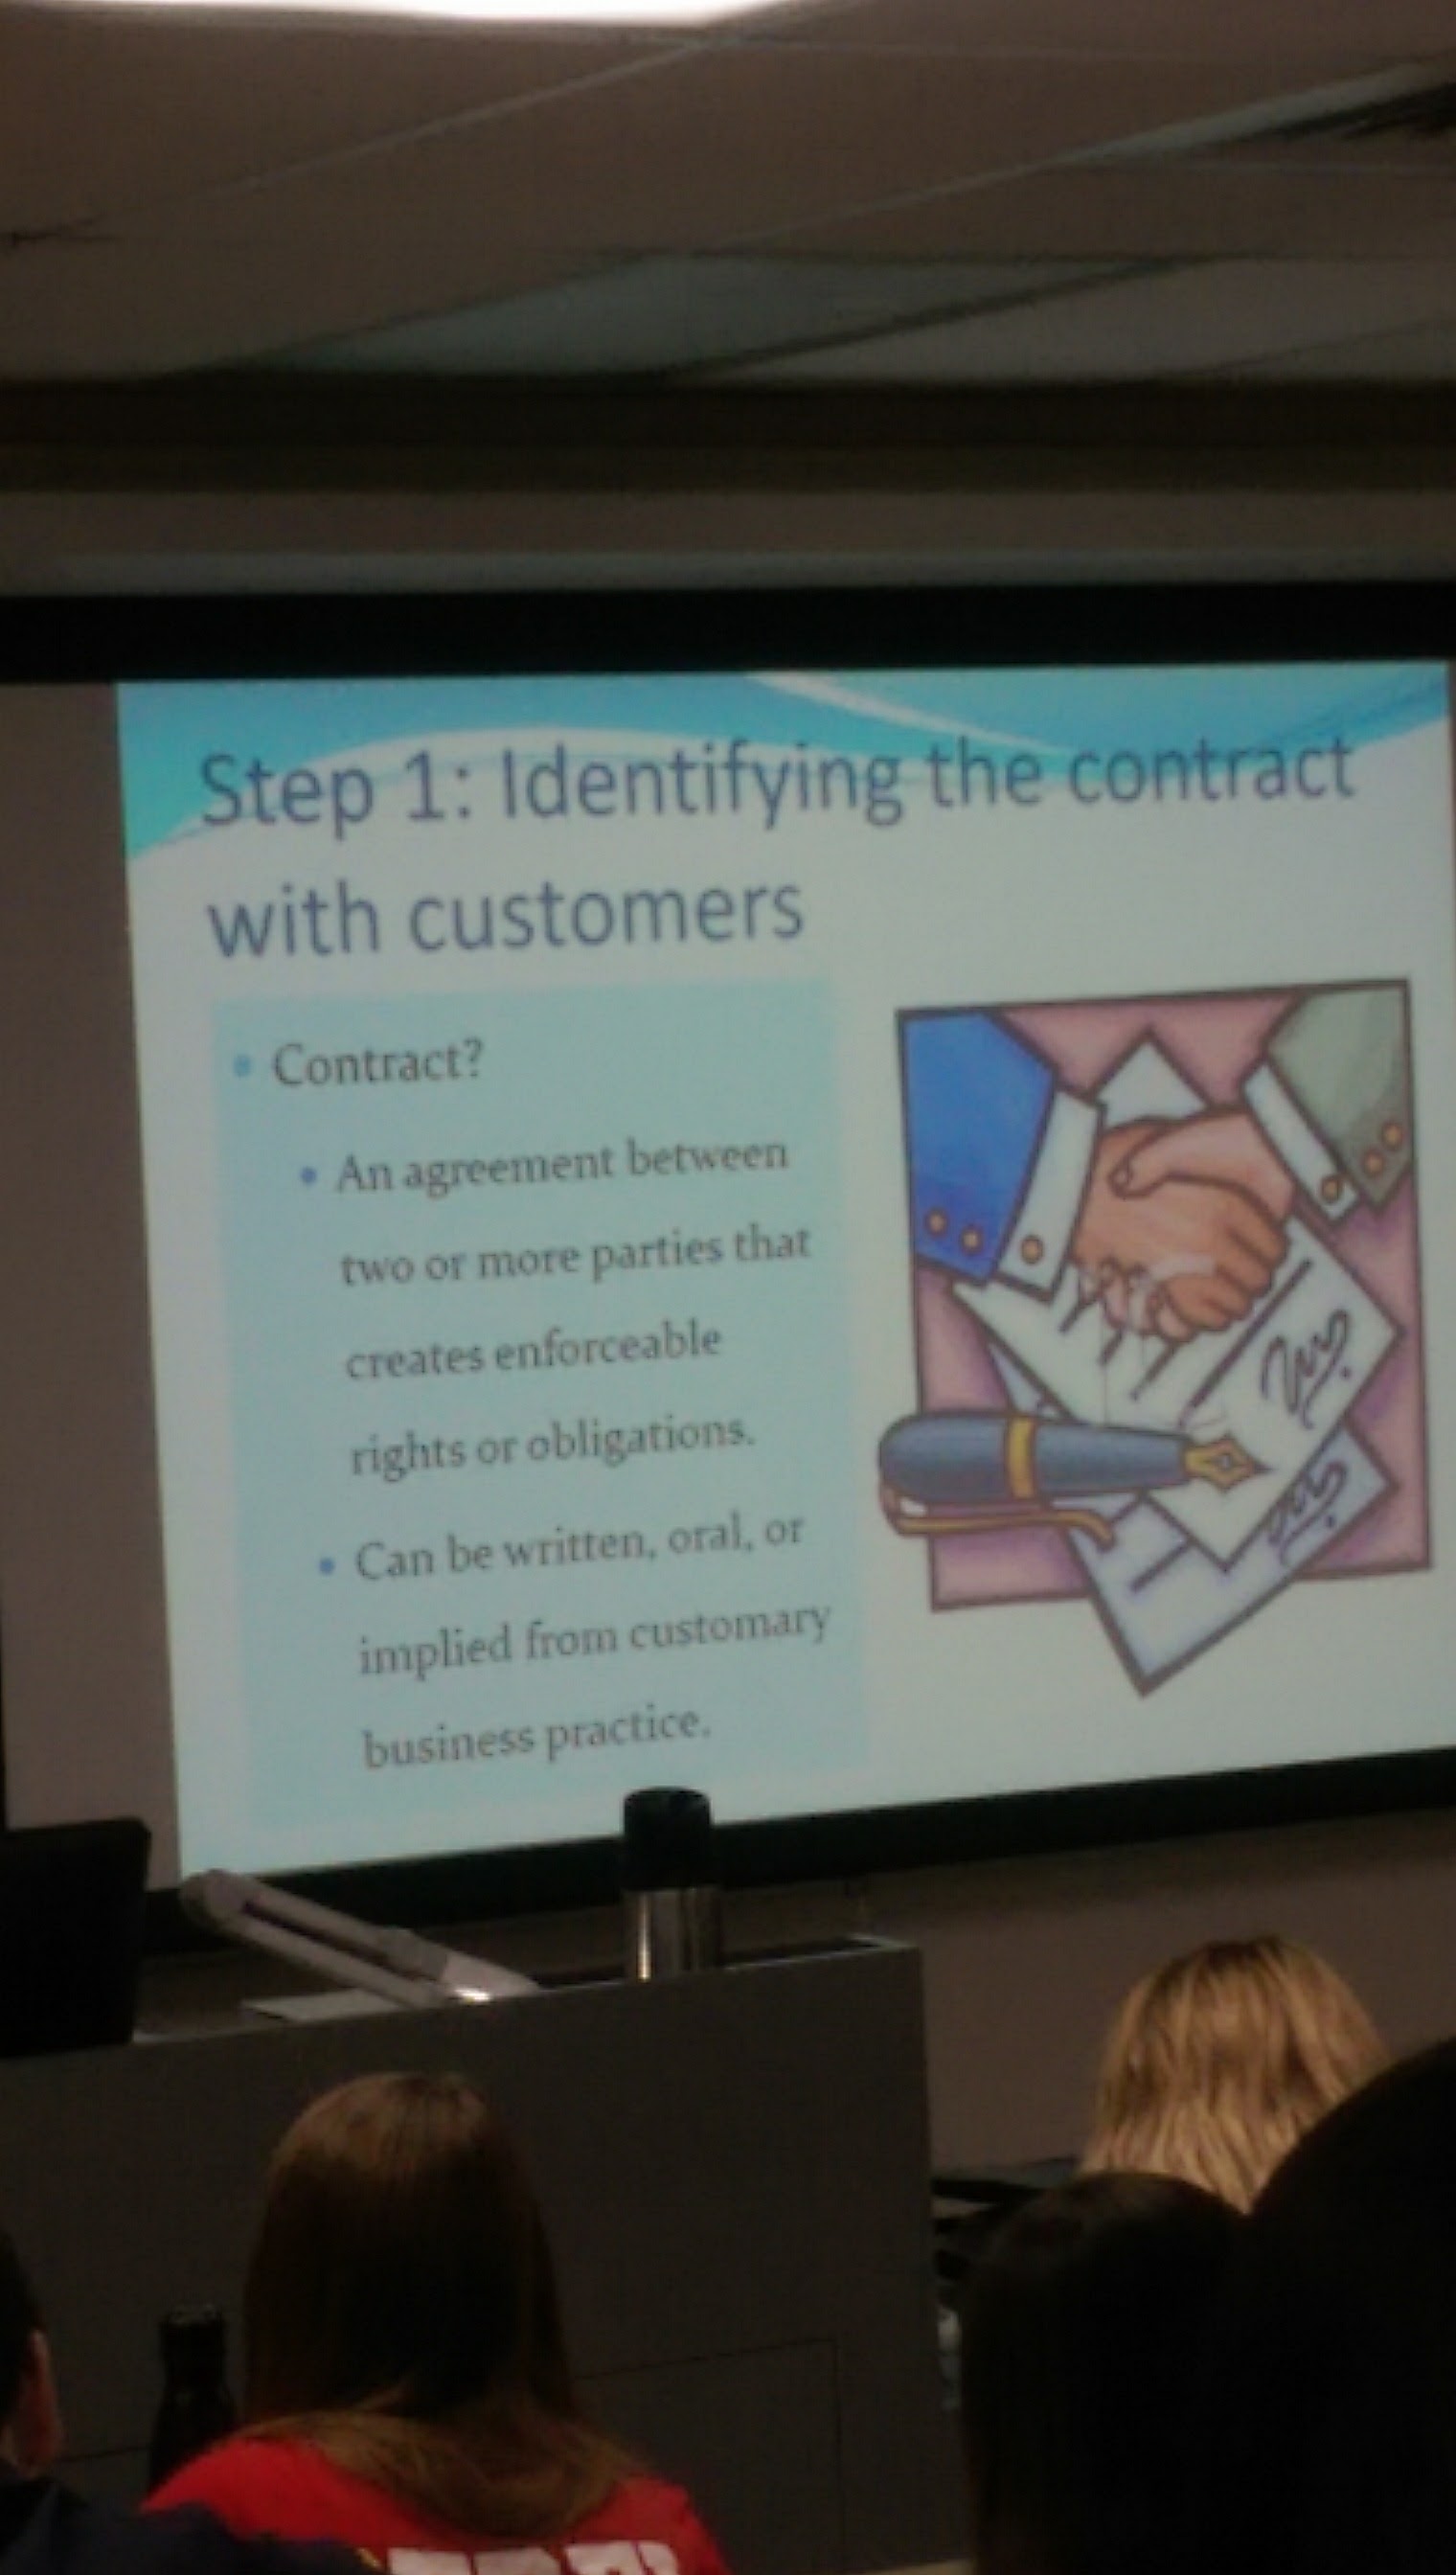 Step 1: Identifying the contract
with customers
• Contract?
• An agreement between
two or more parties that
creates enforceable
rights or obligations.
• Can be written, oral, or
implied from customary
business practice.